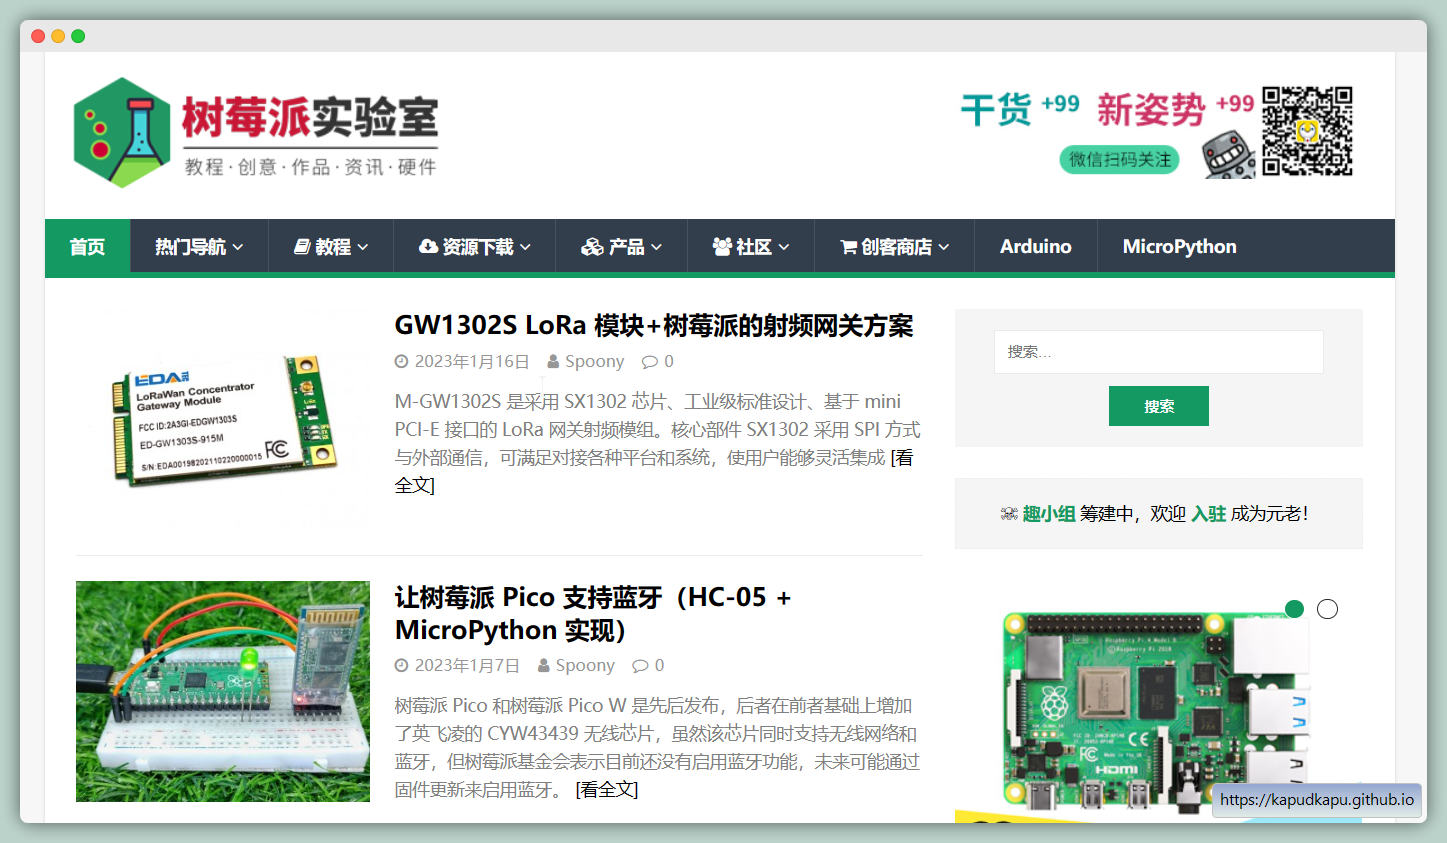 树莓派实验室
教程·创意·作品·资讯·硬件
干货 +99 新姿势 +99
微信扫码关注
首页 热门导航 教程 资源下载 产品 社区 创客商店 Arduino MicroPython
GW1302S LoRa 模块+树莓派的射频网关方案
2023年1月16日 Spoony 0
M-GW1302S 是采用 SX1302 芯片、工业级标准设计、基于 mini
PCI-E 接口的 LoRa 网关射频模组。核心部件 SX1302 采用 SPI 方式
与外部通信，可满足对接各种平台和系统，使用户能够灵活集成 [看
全文]
EDA
LoRaWan Concentrator
Gateway Module
FCC ID:2A3GI-EDGW1303S
ED-GW1303S-915M
FC
S/N:EDA00198202110220000015
让树莓派 Pico 支持蓝牙（HC-05 +
MicroPython 实现）
2023年1月7日 Spoony 0
树莓派 Pico 和树莓派 Pico W 是先后发布，后者在前者基础上增加
了英飞凌的 CYW43439 无线芯片，虽然该芯片同时支持无线网络和
蓝牙，但树莓派基金会表示目前还没有启用蓝牙功能，未来可能通过
固件更新来启用蓝牙。 [看全文]
搜索...
搜索
趣小组 筹建中，欢迎 入驻 成为元老！
Raspberry Pi 4 Model B
©Raspberry Pi 2018
FC CE
HDMI
https://kapudkapu.github.io